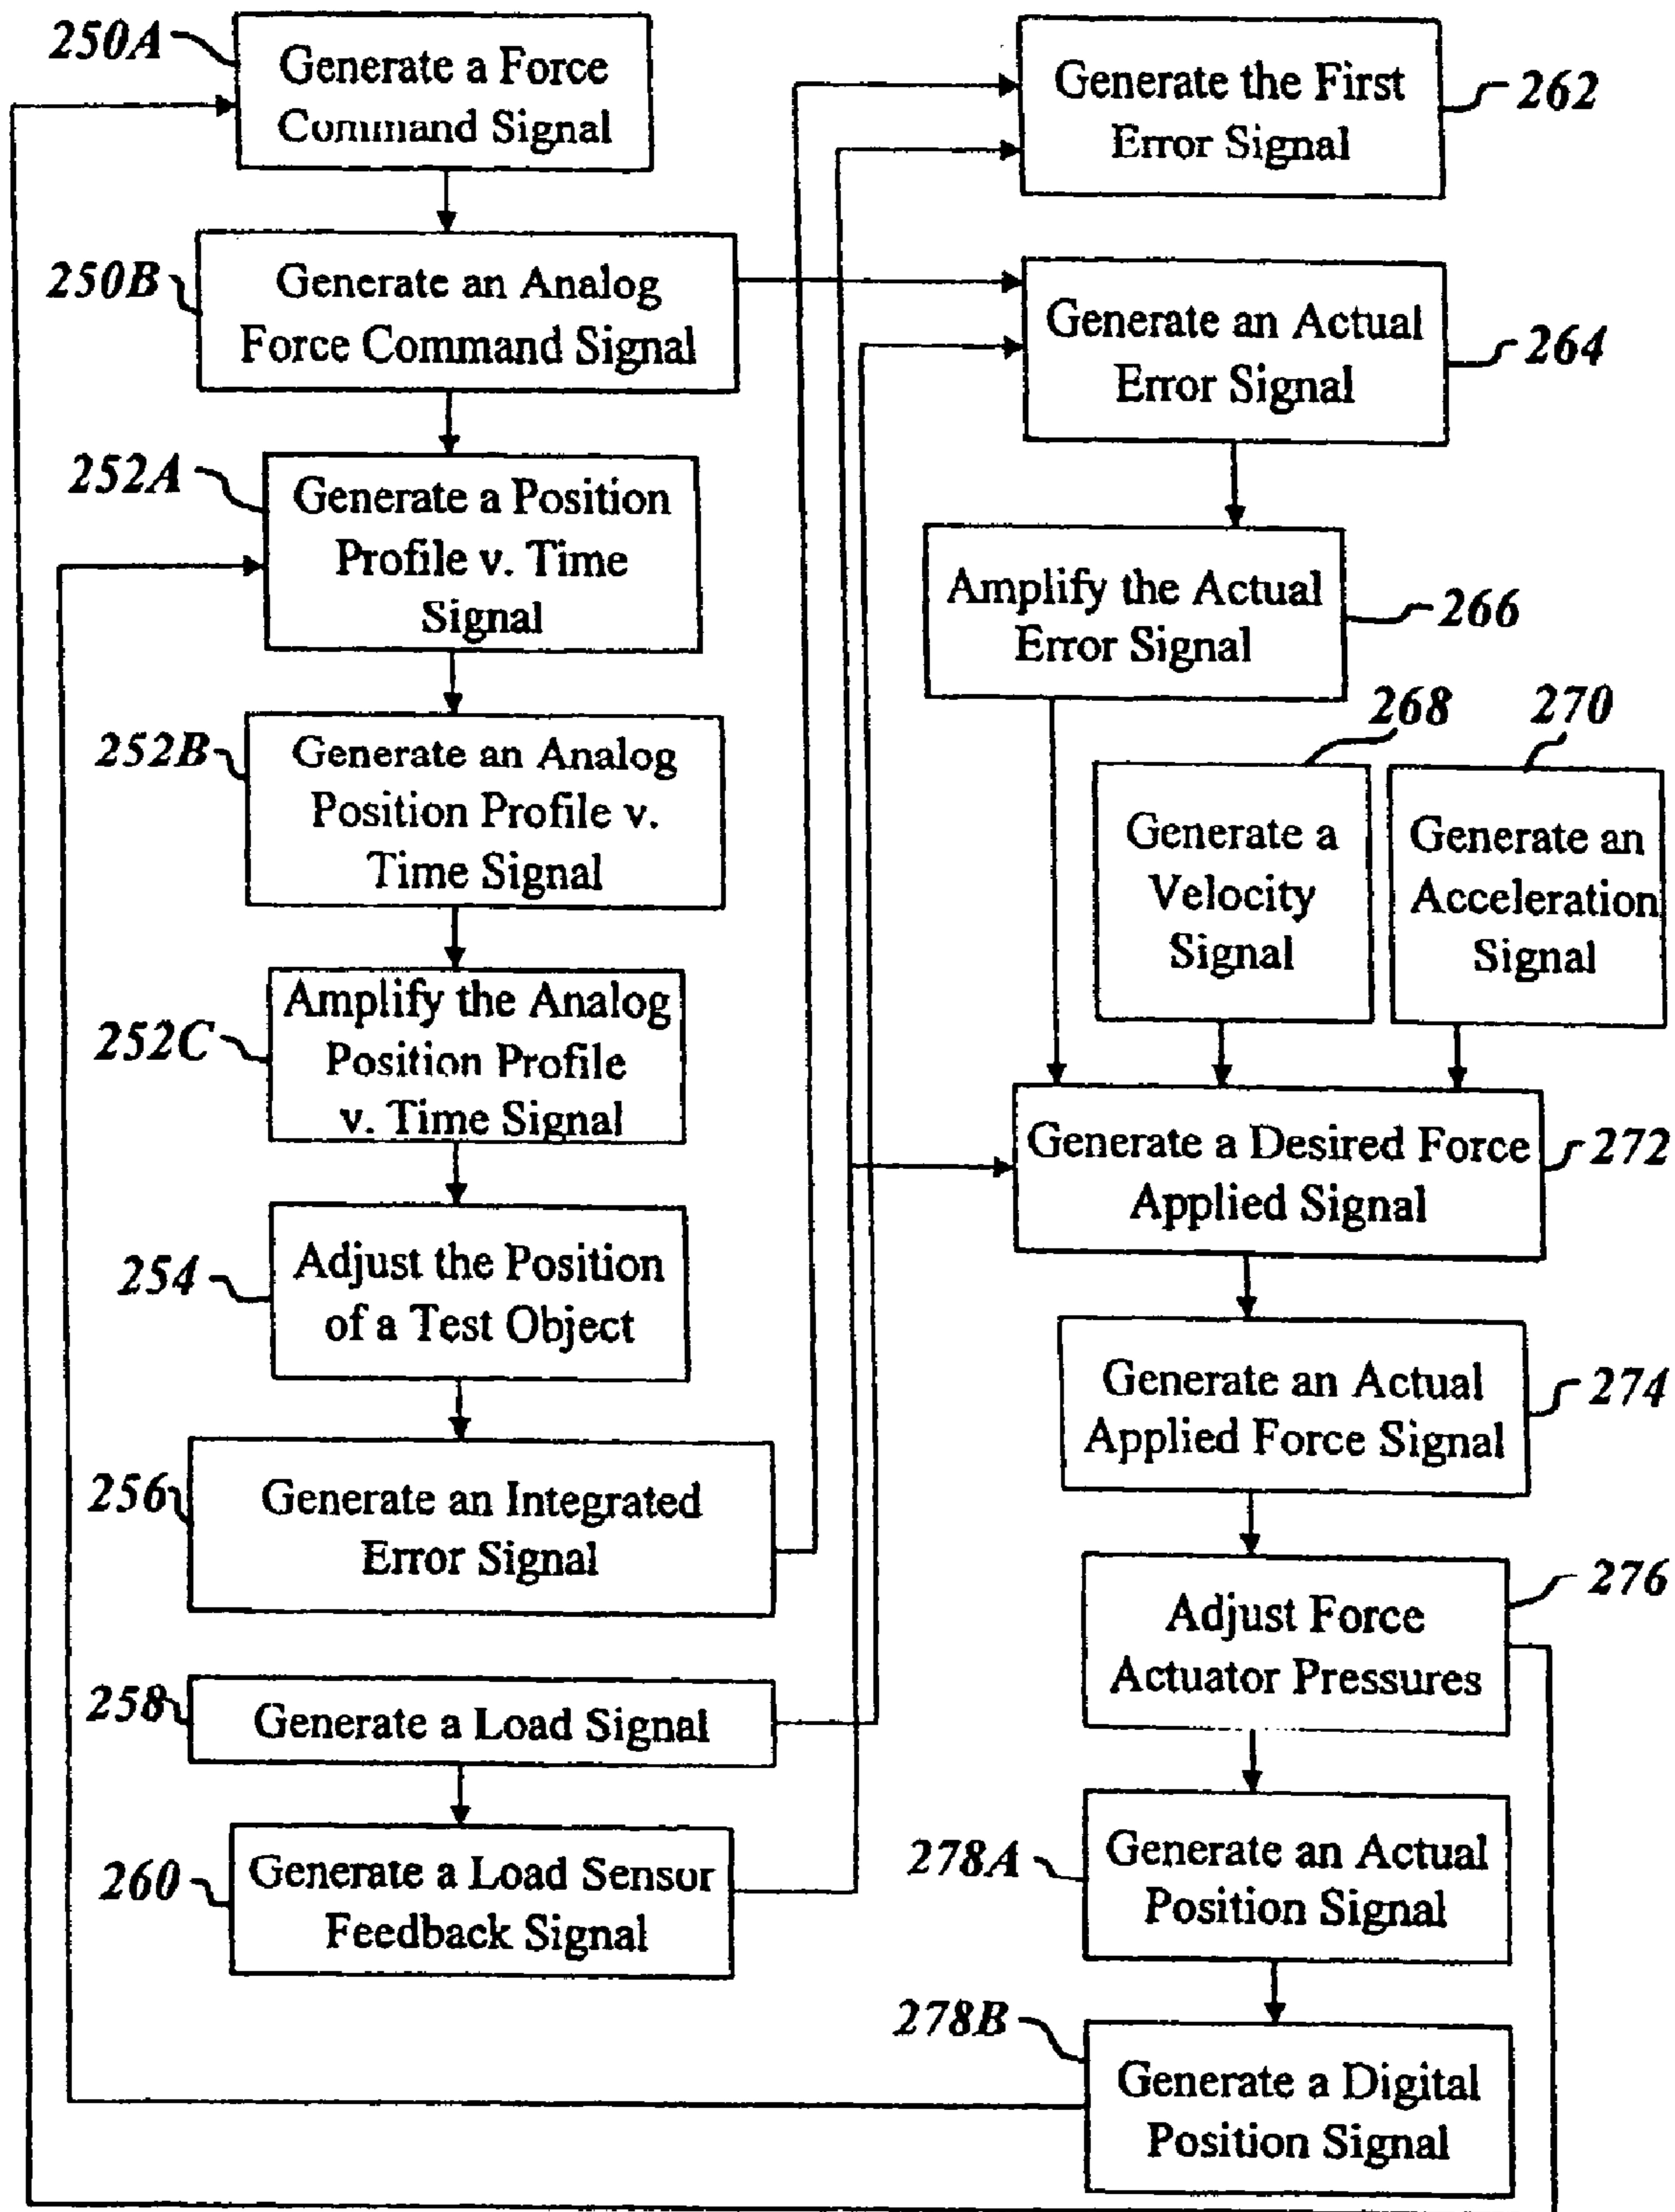 250A
Generate a Force
Command Signal
250B
Generate an Analog
Force Command Signal
252A
Generate a Position
Profile v. Time
Signal
252B
Generate an Analog
Position Profile v.
Time Signal
252C
Amplify the Analog
Position Profile
v. Time Signal
254
Adjust the Position
of a Test Object
256
Generate an Integrated
Error Signal
258
Generate a Load Signal
260
Generate a Load Sensor
Feedback Signal
Generate the First
Error Signal
262
Generate an Actual
Error Signal
264
Amplify the Actual
Error Signal
266
268
Generate a
Velocity
Signal
270
Generate an
Acceleration
Signal
Generate a Desired Force
Applied Signal
272
Generate an Actual
Applied Force Signal
274
Adjust Force
Actuator Pressures
276
278A
Generate an Actual
Position Signal
278B
Generate a Digital
Position Signal